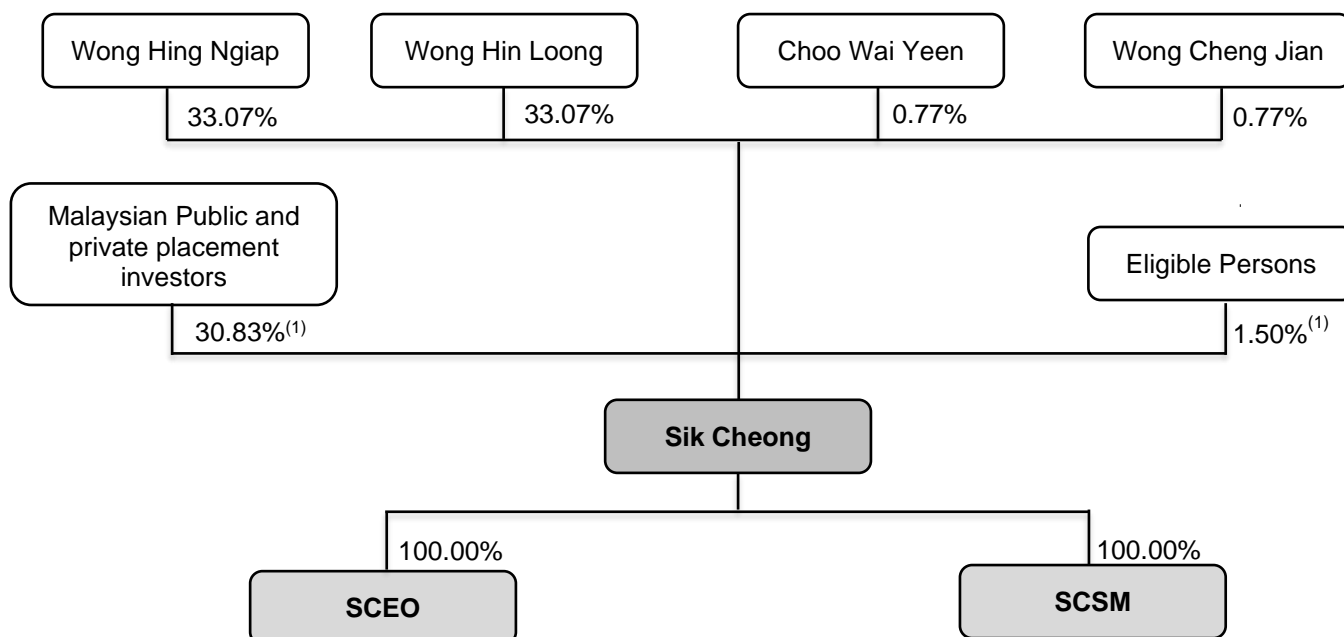 Wong Hing Ngiap
Wong Hin Loong
Choo Wai Yeen
Wong Cheng Jian
33.07%
33.07%
0.77%
0.77%
Malaysian Public and
private placement
investors
Eligible Persons
30.83%(1)
1.50%(1)
Sik Cheong
100.00%
100.00%
SCEO
SCSM